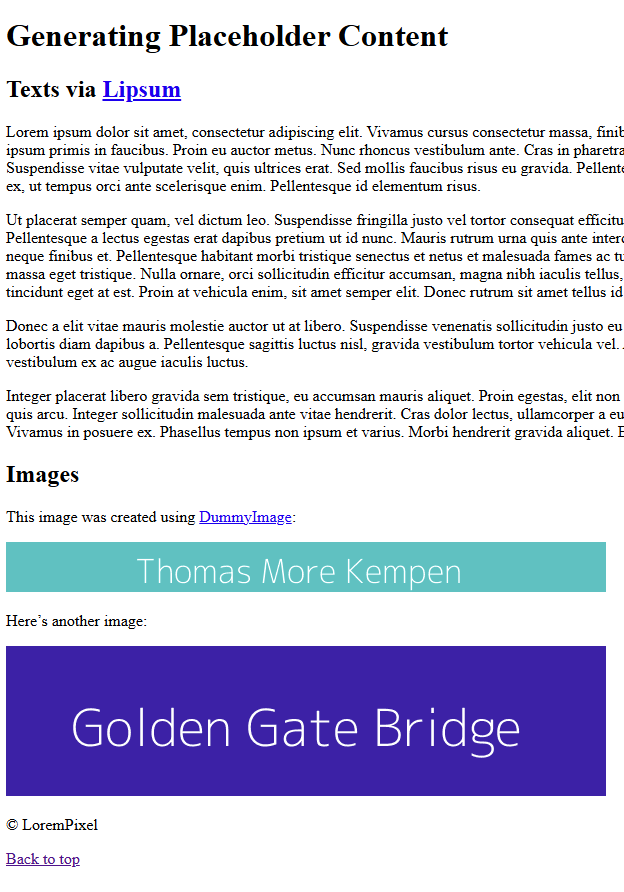 Generating Placeholder Content
Texts via Lipsum
Lorem ipsum dolor sit amet, consectetur adipiscing elit. Vivamus cursus consectetur massa,
ipsum primis in faucibus. Proin eu auctor metus. Nunc rhoncus vestibulum ante. Cras in pharetra
Suspendisse vitae vulputate velit, quis ultrices erat. Sed mollis faucibus risus eu gravida.
ex, ut tempus orci ante scelerisque enim. Pellentesque id elementum risus.
Ut placerat semper quam, vel dictum leo. Suspendisse fringilla justo vel tortor consequat
Pellentesque a lectus egestas erat dapibus pretium ut id nunc. Mauris rutrum urna quis ante
neque finibus et. Pellentesque habitant morbi tristique senectus et netus et malesuada fames ac
massa eget tristique. Nulla ornare, orci sollicitudin efficitur accumsan, magna nibh iaculis tellus,
tincidunt eget at est. Proin at vehicula enim, sit amet semper elit. Donec rutrum sit amet tellus id
Donec a elit vitae mauris molestie auctor ut at libero. Suspendisse venenatis sollicitudin justo eu
lobortis diam dapibus a. Pellentesque sagittis luctus nisl, gravida vestibulum tortor vehicula vel.
vestibulum ex ac augue iaculis luctus.
Integer placerat libero gravida sem tristique, eu accumsan mauris aliquet. Proin egestas, elit non
quis arcu. Integer sollicitudin malesuada ante vitae hendrerit. Cras dolor lectus, ullamcorper a eu
Vivamus in posuere ex. Phasellus tempus non ipsum et varius. Morbi hendrerit gravida aliquet.
Images
This image was created using DummyImage:
Thomas More Kempen
Here’s another image:
Golden Gate Bridge
© LoremPixel
Back to top